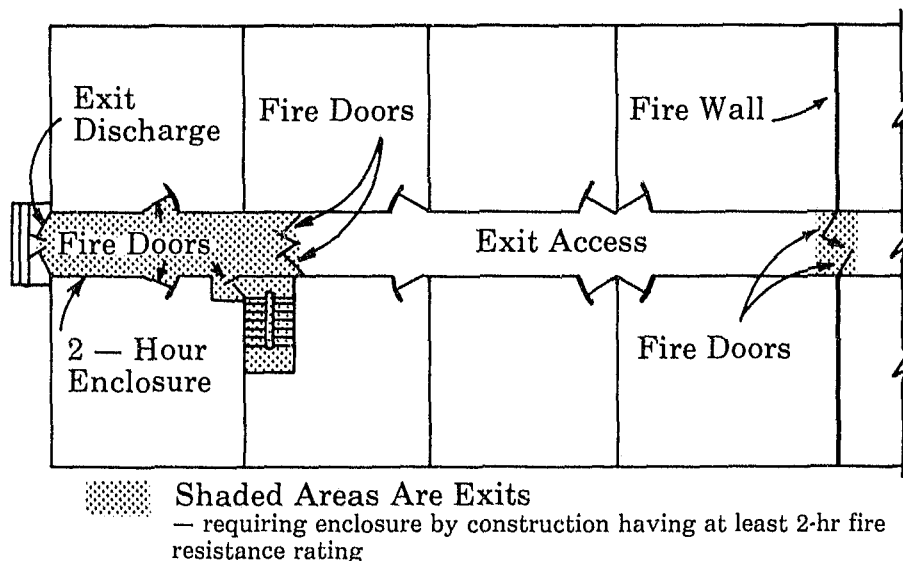 Exit
Discharge
Fire Doors
Fire Wall
Fire Doors
Exit Access
2 — Hour
Enclosure
Fire Doors
Shaded Areas Are Exits
— requiring enclosure by construction having at least 2-hr fire
resistance rating